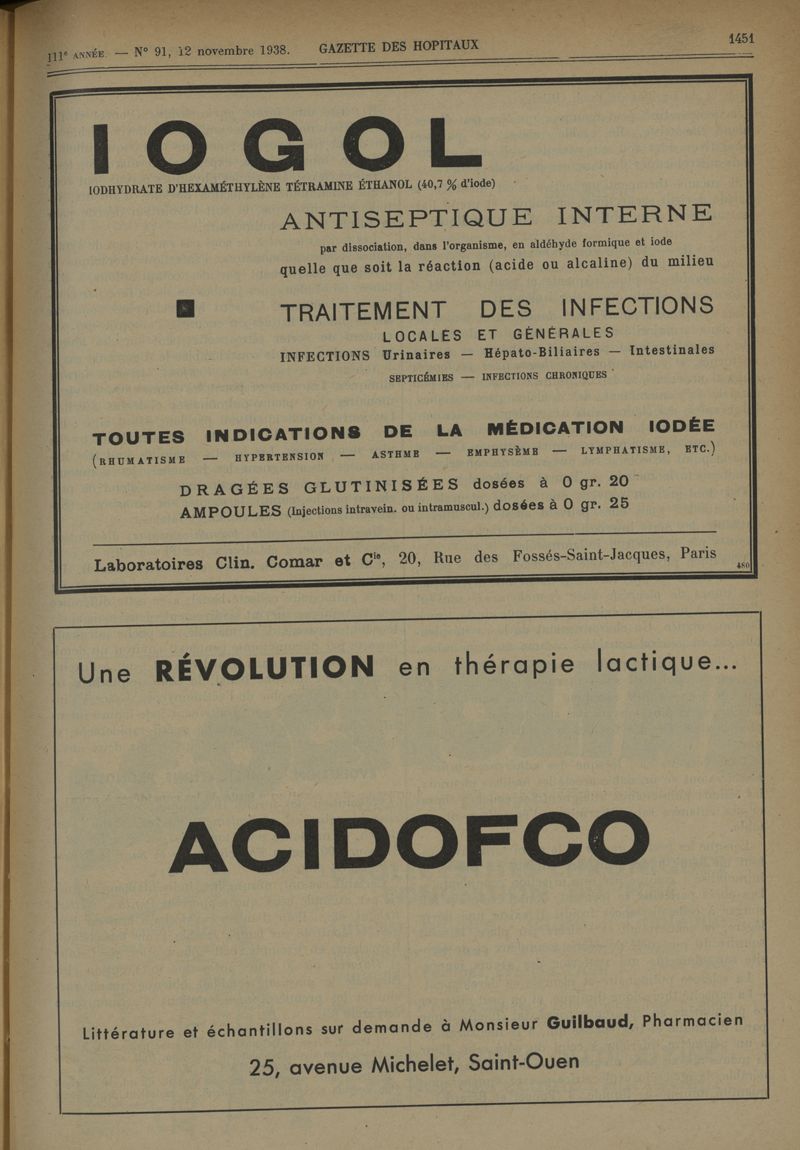 111e ANNÉE. — N° 91, 12 novembre 1938. GAZETTE DES HOPITAUX 1451
IOGOL
IODHYDRATE D'HEXAMÉTHYLÈNE TÉTRAMINE ÉTHANOL (40,7 % d'iode)
ANTISEPTIQUE INTERNE
par dissociation, dans l'organisme, en aldéhyde formique et iode
quelle que soit la réaction (acide ou alcaline) du milieu
TRAITEMENT DES INFECTIONS
LOCALES ET GÉNÉRALES
INFECTIONS Urinaires — Hépato-Biliaires — Intestinales
SEPTICÉMIES — INFECTIONS CHRONIQUES
TOUTES INDICATIONS DE LA MÉDICATION IODÉE
(RHUMATISME — HYPERTENSION — ASTHME — EMPHYSÈME — LYMPHATISME, ETC.)
DRAGÉES GLUTINISÉES dosées à 0 gr. 20
AMPOULES (Injections intravein. ou intramuscul.) dosées à 0 gr. 25
Laboratoires Clin. Comar et Cie, 20, Rue des Fossés-Saint-Jacques, Paris
480
Une RÉVOLUTION en thérapie lactique...
ACIDOFCO
Littérature et échantillons sur demande à Monsieur Guilbaud, Pharmacien
25, avenue Michelet, Saint-Ouen